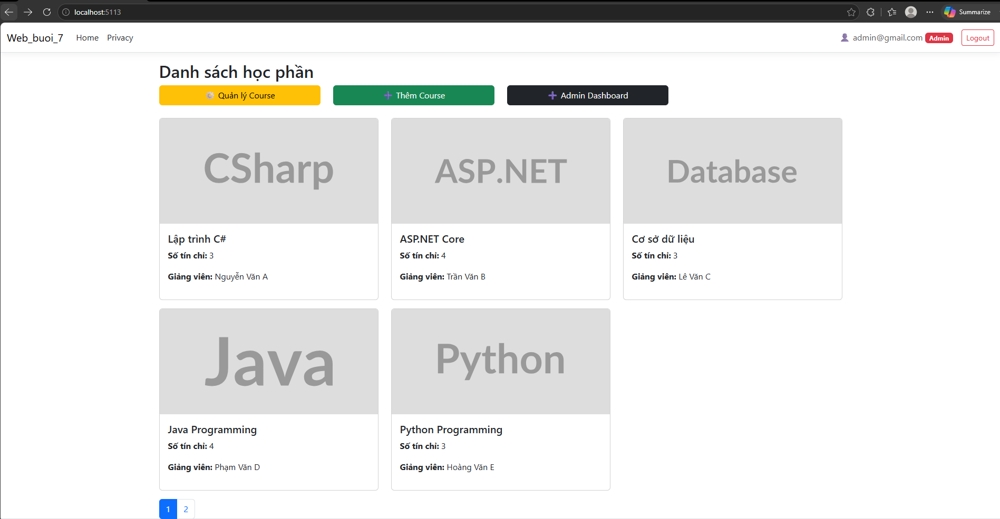 localhost:5113
Summarize
Web_buoi_7 Home Privacy admin@gmail.com Admin Logout
Danh sách học phần
Quản lý Course
Thêm Course
Admin Dashboard
CSharp
Lập trình C#
Số tín chỉ: 3
Giảng viên: Nguyễn Văn A
ASP.NET
ASP.NET Core
Số tín chỉ: 4
Giảng viên: Trần Văn B
Database
Cơ sở dữ liệu
Số tín chỉ: 3
Giảng viên: Lê Văn C
Java
Java Programming
Số tín chỉ: 4
Giảng viên: Phạm Văn D
Python
Python Programming
Số tín chỉ: 3
Giảng viên: Hoàng Văn E
1 2